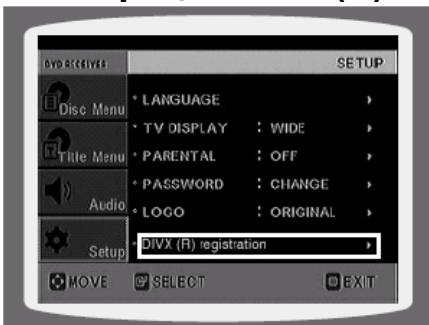 DVD RECEIVER SETUP
Disc Menu
LANGUAGE
TV DISPLAY : WIDE
Title Menu
PARENTAL : OFF
PASSWORD : CHANGE
Audio
LOGO : ORIGINAL
Setup
DIVX (R) registration
MOVE SELECT EXIT